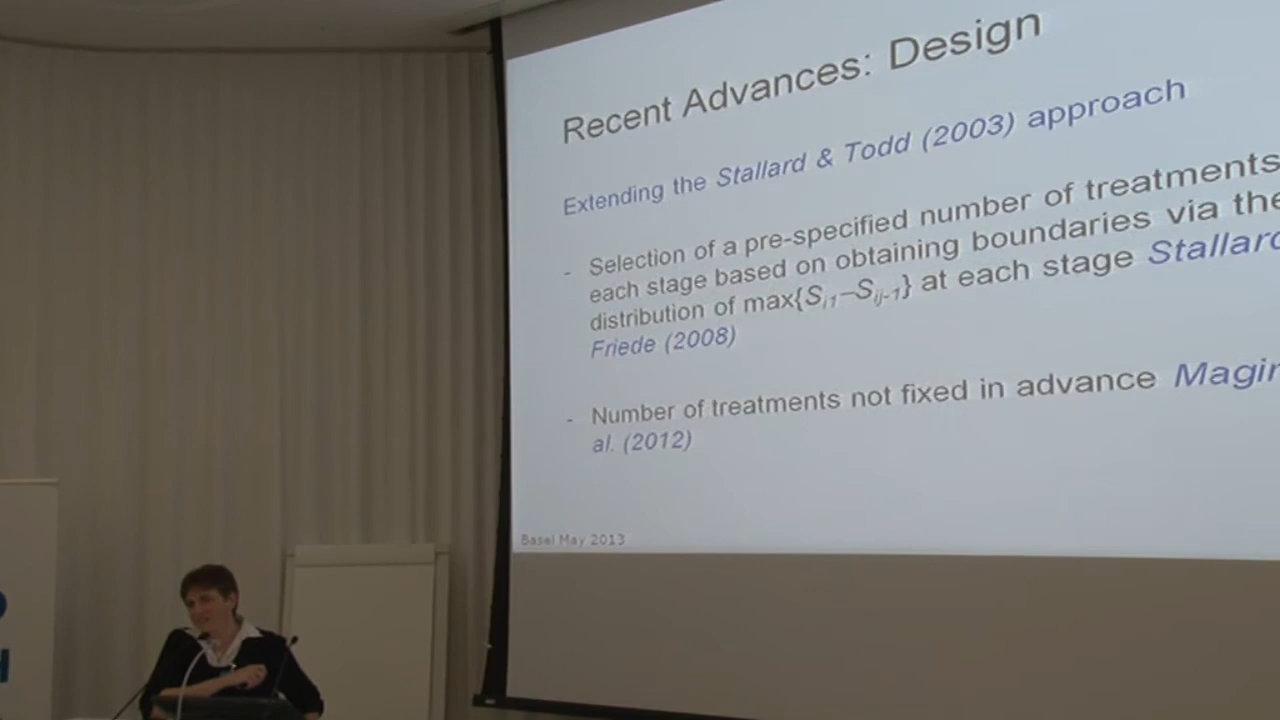 Recent Advances: Design
Extending the Stallard & Todd (2003) approach
- Selection of a pre-specified number of treatments
each stage based on obtaining boundaries via the
distribution of max{Si1–Sij-1} at each stage
Friede (2008)
- Number of treatments not fixed in advance
al. (2012)
Basel May 2013